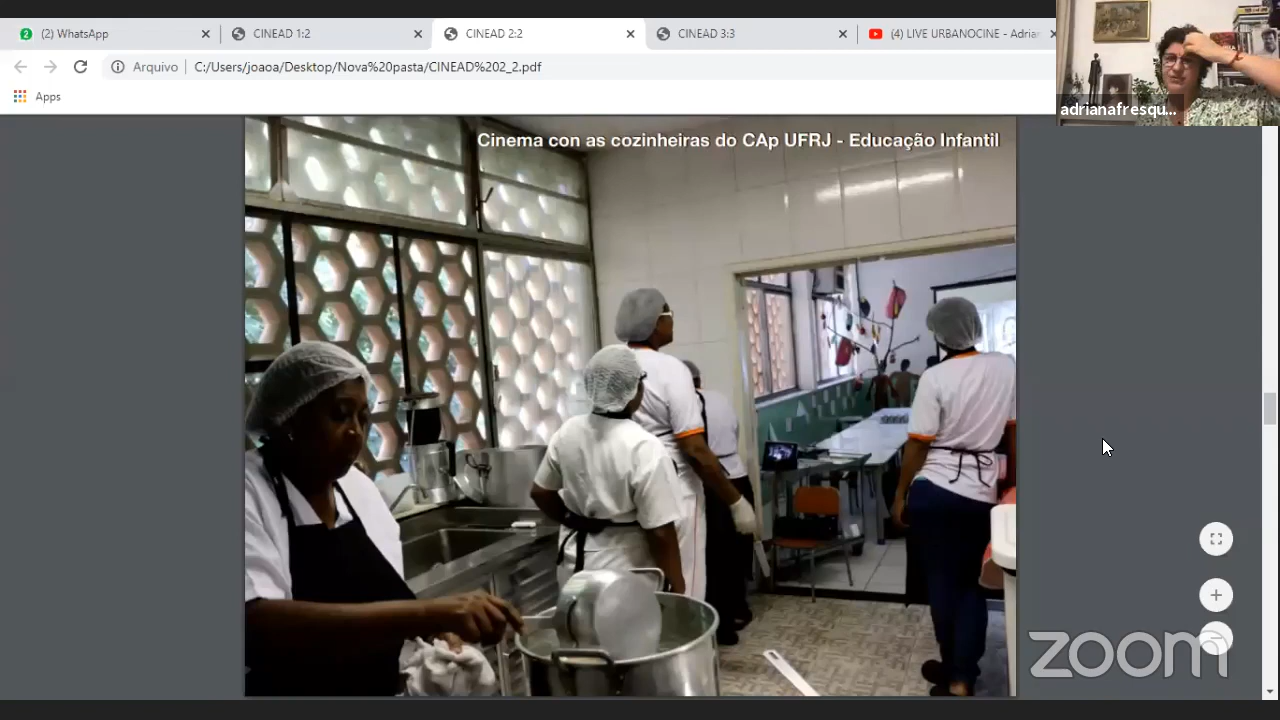 (2) WhatsApp
CINEAD 1:2
CINEAD 2:2
CINEAD 3:3
(4) LIVE URBANOCINE - Adria
Arquivo
C:/Users/joaoa/Desktop/Nova%20pasta/CINEAD%202_2.pdf
Apps
adrianafresqu...
Cinema con as cozinheiras do CAp UFRJ - Educação Infantil
zoom